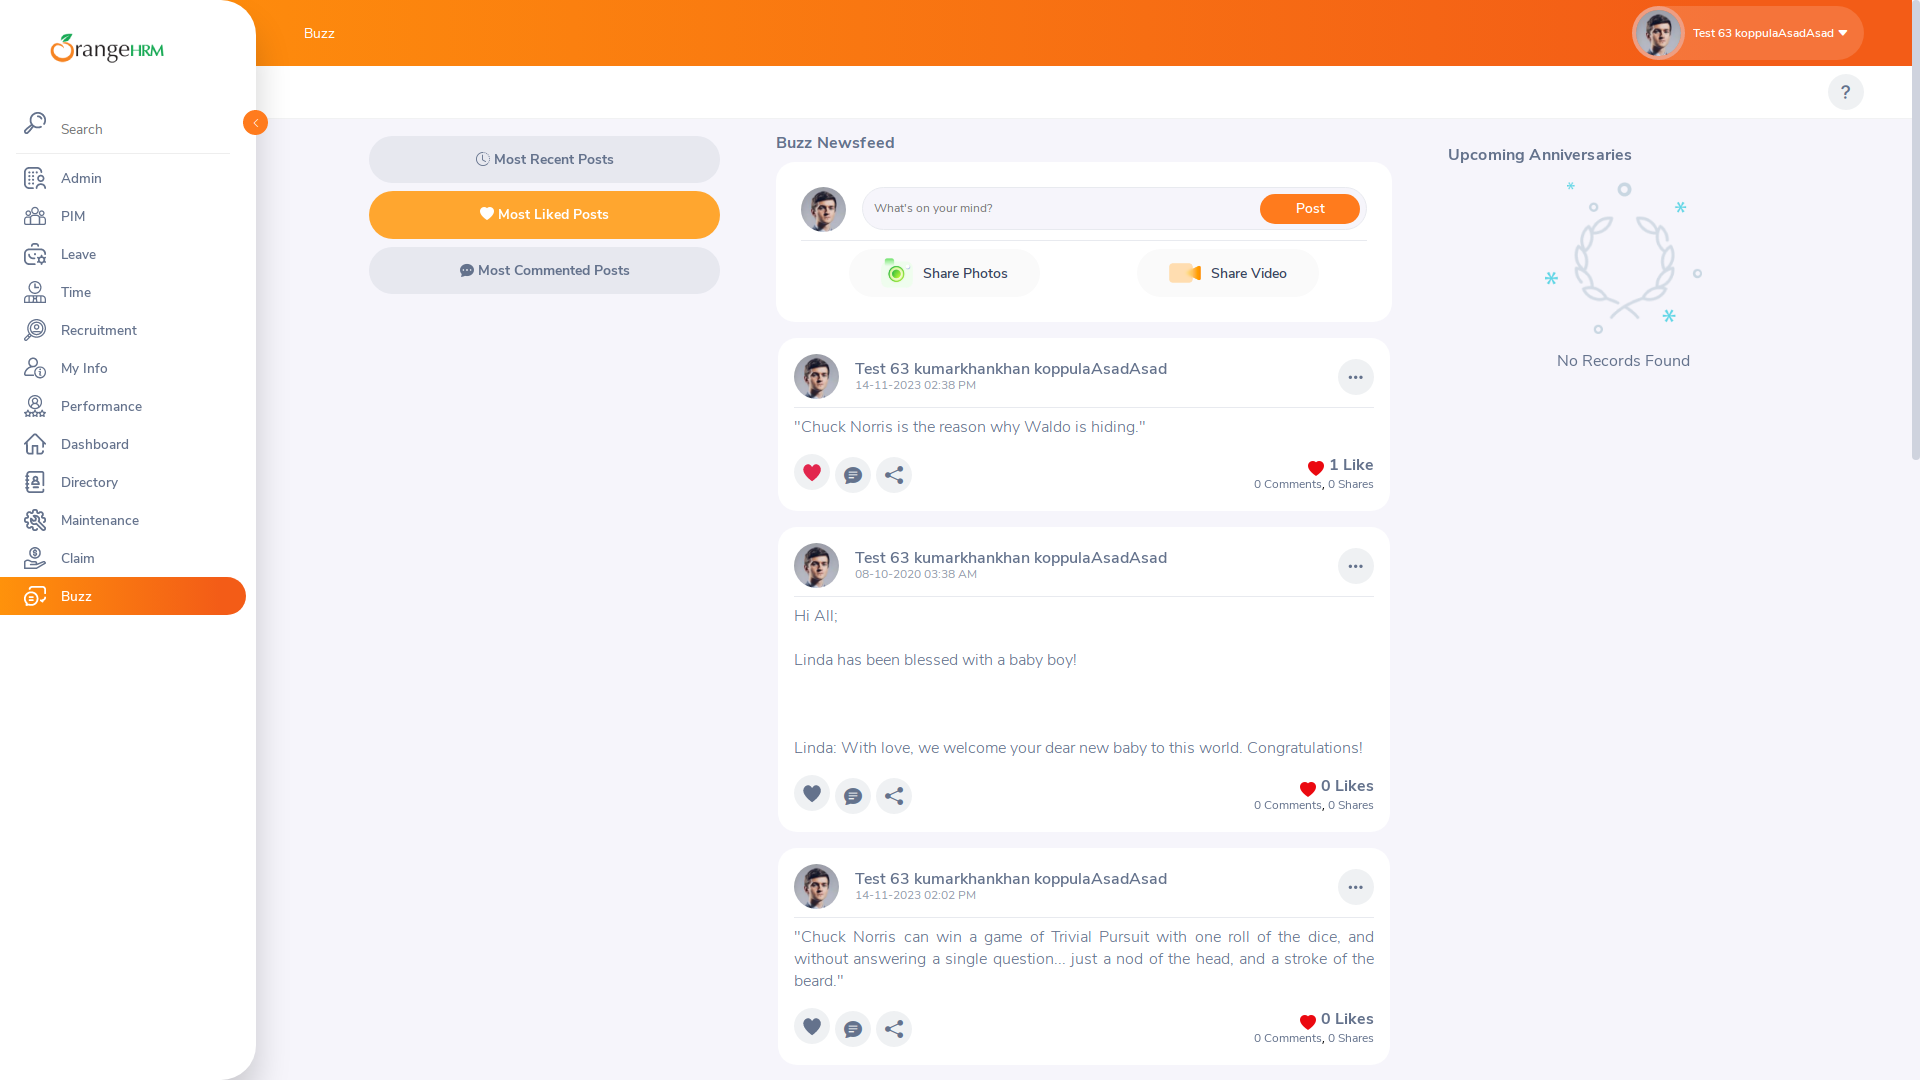 OrangeHRM
Search
Admin
PIM
Leave
Time
Recruitment
My Info
Performance
Dashboard
Directory
Maintenance
Claim
Buzz
Buzz
Test 63 koppulaAsadAsad
?
Most Recent Posts
Most Liked Posts
Most Commented Posts
Buzz Newsfeed
What's on your mind?
Post
Share Photos
Share Video
Test 63 kumarkhankhan koppulaAsadAsad
14-11-2023 02:38 PM
"Chuck Norris is the reason why Waldo is hiding."
1 Like
0 Comments, 0 Shares
Test 63 kumarkhankhan koppulaAsadAsad
08-10-2020 03:38 AM
Hi All;
Linda has been blessed with a baby boy!
Linda: With love, we welcome your dear new baby to this world. Congratulations!
0 Likes
0 Comments, 0 Shares
Test 63 kumarkhankhan koppulaAsadAsad
14-11-2023 02:02 PM
"Chuck Norris can win a game of Trivial Pursuit with one roll of the dice, and
without answering a single question... just a nod of the head, and a stroke of the
beard."
0 Likes
0 Comments, 0 Shares
Upcoming Anniversaries
No Records Found